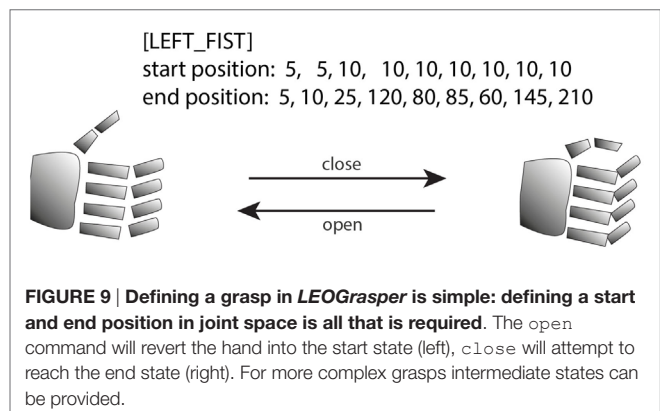 [LEFT_FIST]
start position: 5, 5, 10, 10, 10, 10, 10, 10, 10
end position: 5, 10, 25, 120, 80, 85, 60, 145, 210
close
open
FIGURE 9 | Defining a grasp in LEOGrasper is simple: defining a start
and end position in joint space is all that is required. The open
command will revert the hand into the start state (left), close will attempt to
reach the end state (right). For more complex grasps intermediate states can
be provided.